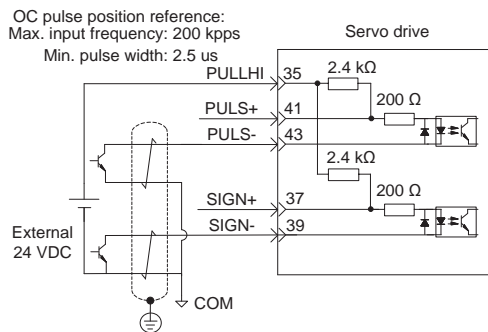 OC pulse position reference:
Max. input frequency: 200 kpps
Min. pulse width: 2.5 us
Servo drive
PULLHI 35
2.4 kΩ
PULS+ 41
200 Ω
PULS- 43
2.4 kΩ
SIGN+ 37
200 Ω
SIGN- 39
External
24 VDC
COM